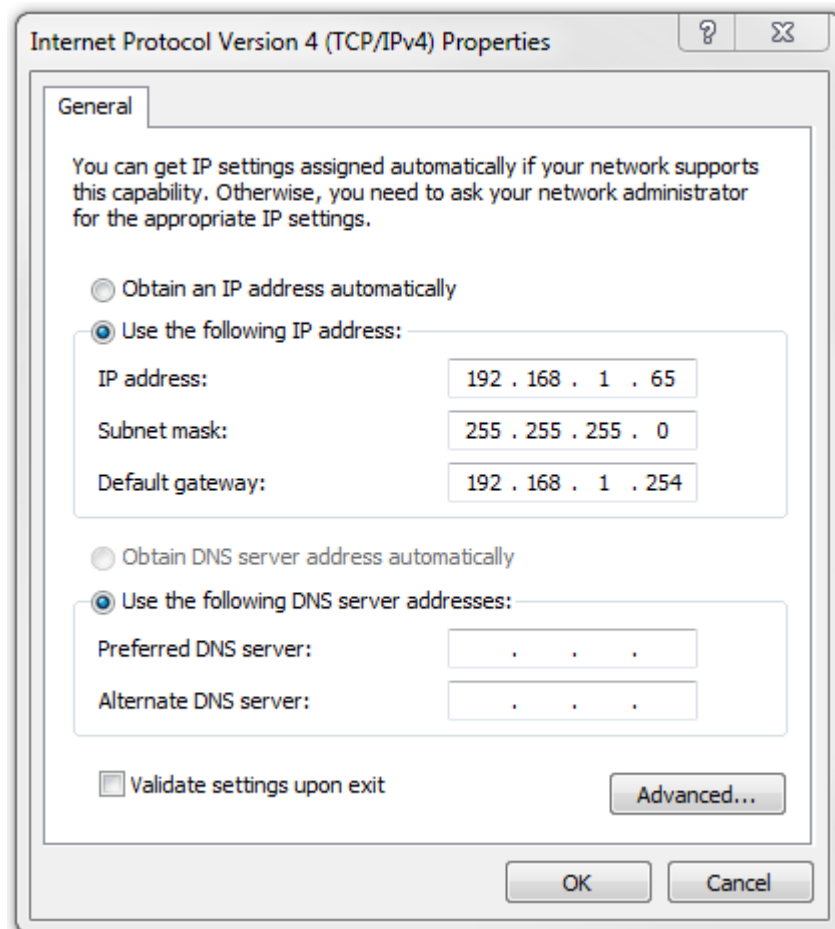 Internet Protocol Version 4 (TCP/IPv4) Properties
General
You can get IP settings assigned automatically if your network supports
this capability. Otherwise, you need to ask your network administrator
for the appropriate IP settings.
Obtain an IP address automatically
Use the following IP address:
IP address: 192 . 168 . 1 . 65
Subnet mask: 255 . 255 . 255 . 0
Default gateway: 192 . 168 . 1 . 254
Obtain DNS server address automatically
Use the following DNS server addresses:
Preferred DNS server: . . .
Alternate DNS server: . . .
Validate settings upon exit
Advanced...
OK Cancel